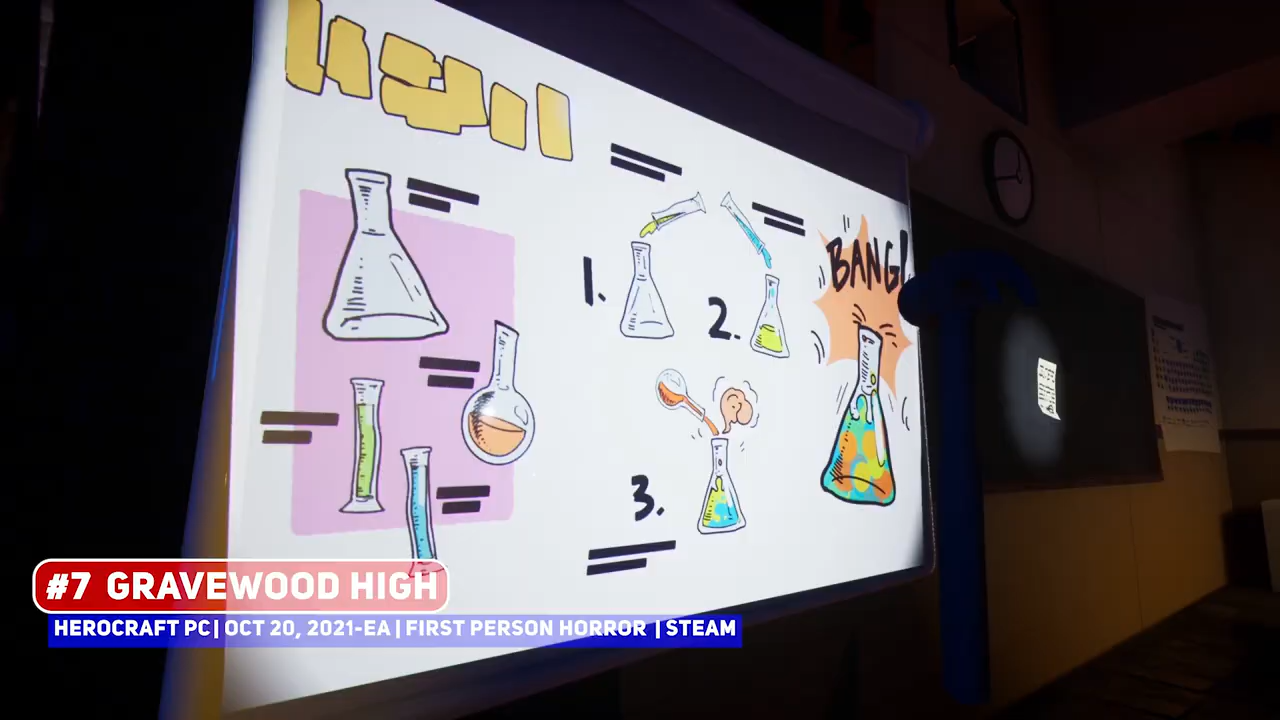 1.
2.
BANG!
3.
#7 GRAVEWOOD HIGH
HEROCRAFT PC| OCT 20, 2021-EA | FIRST PERSON HORROR | STEAM